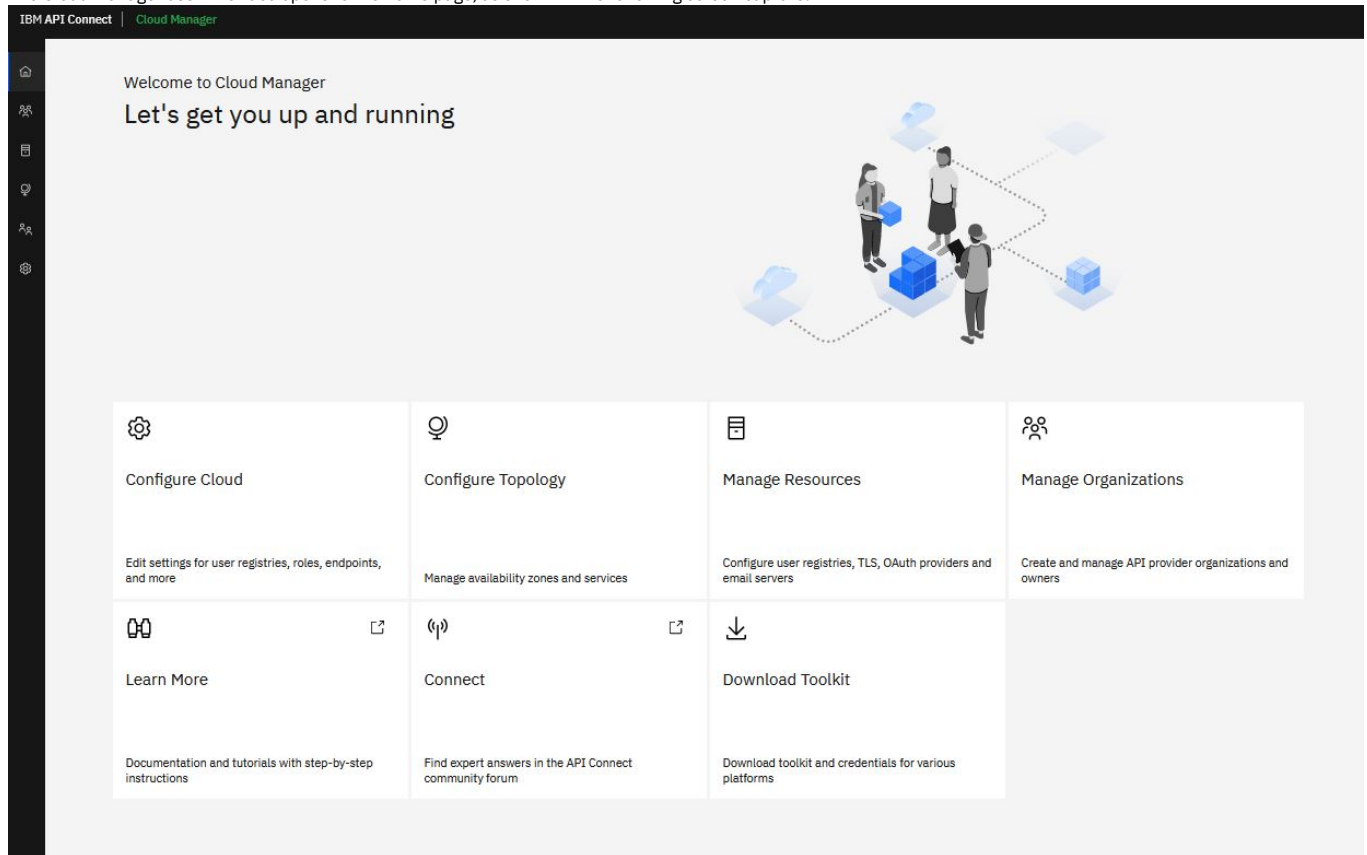 IBM API Connect | Cloud Manager
Welcome to Cloud Manager
Let's get you up and running
Configure Cloud
Edit settings for user registries, roles, endpoints,
and more
Configure Topology
Manage availability zones and services
Manage Resources
Configure user registries, TLS, OAuth providers and
email servers
Manage Organizations
Create and manage API provider organizations and
owners
Learn More
Documentation and tutorials with step-by-step
instructions
Connect
Find expert answers in the API Connect
community forum
Download Toolkit
Download toolkit and credentials for various
platforms